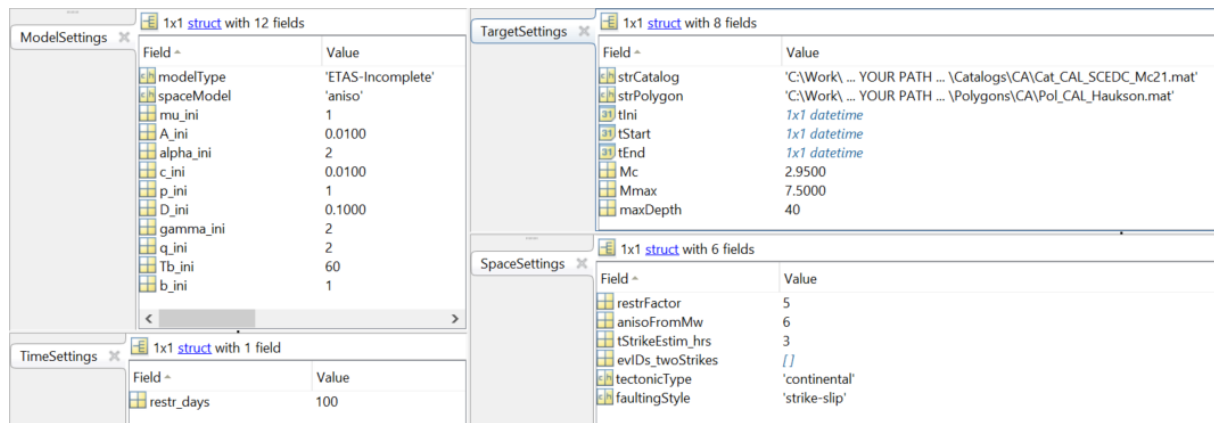 ModelSettings
1x1 struct with 12 fields
Field Value
modelType 'ETAS-Incomplete'
spaceModel 'aniso'
mu_ini 1
A_ini 0.0100
alpha_ini 2
c_ini 0.0100
p_ini 1
D_ini 0.1000
gamma_ini 2
q_ini 2
Tb_ini 60
b_ini 1
TimeSettings
1x1 struct with 1 field
Field Value
restr_days 100
TargetSettings
1x1 struct with 8 fields
Field Value
strCatalog 'C:\Work\ ... YOUR PATH ... \Catalogs\CA\Cat_CAL_SCEDC_Mc21.mat'
strPolygon 'C:\Work\ ... YOUR PATH ... \Polygons\CA\Pol_CAL_Haukson.mat'
tIni 1x1 datetime
tStart 1x1 datetime
tEnd 1x1 datetime
Mc 2.9500
Mmax 7.5000
maxDepth 40
SpaceSettings
1x1 struct with 6 fields
Field Value
restrFactor 5
anisoFromMw 6
tStrikeEstim_hrs 3
evIDs_twoStrikes []
tectonicType 'continental'
faultingStyle 'strike-slip'